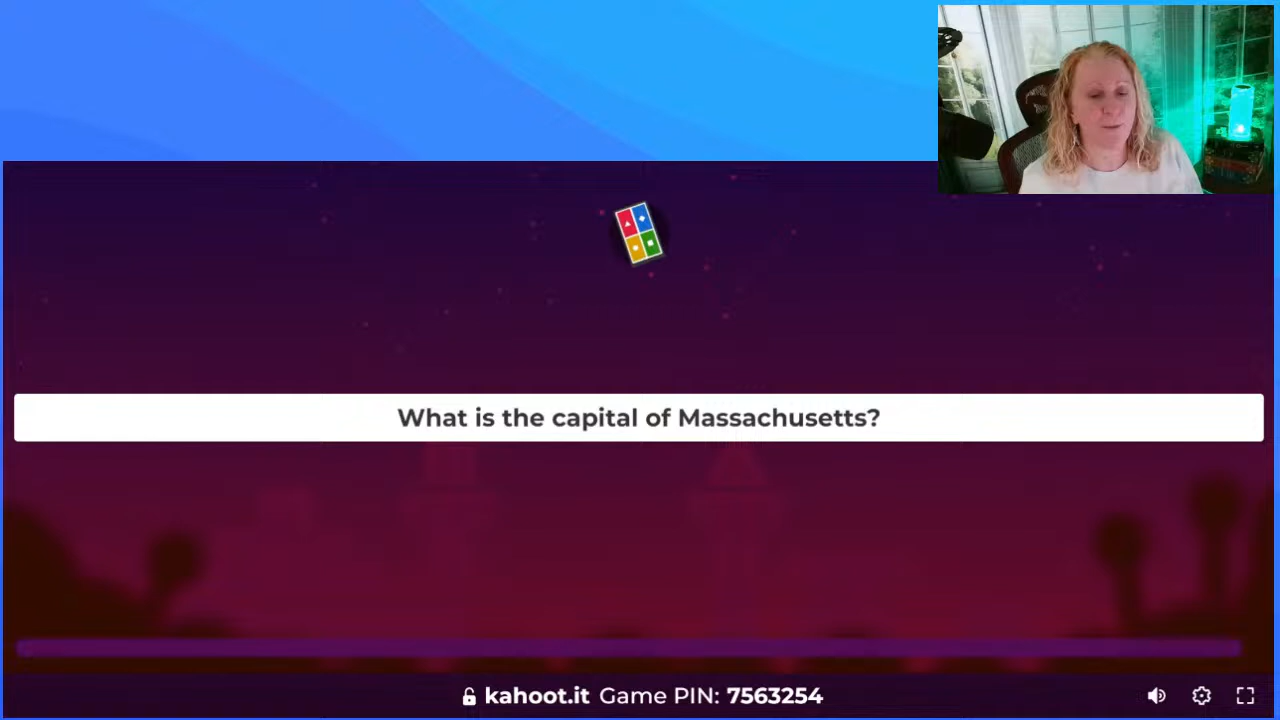 What is the capital of Massachusetts?
kahoot.it Game PIN: 7563254